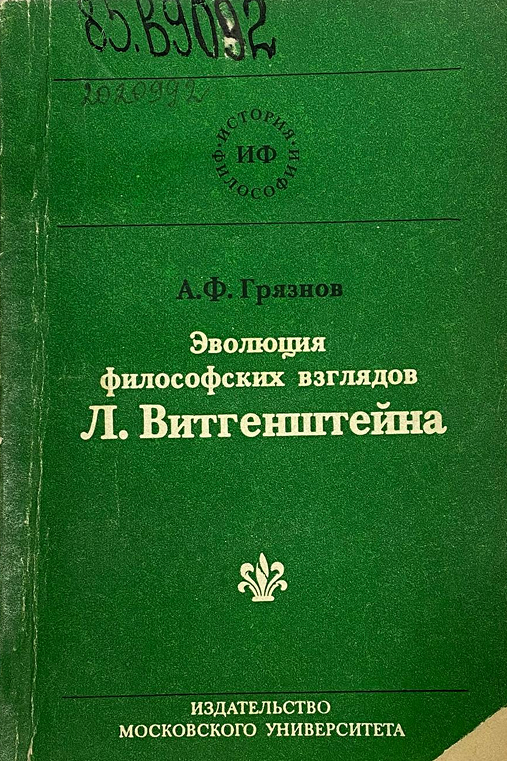 85.В9092
2020992
ИСТОРИЯ ФИЛОСОФИИ
ИФ
А.Ф. Грязнов
Эволюция
философских взглядов
Л. Витгенштейна
ИЗДАТЕЛЬСТВО
МОСКОВСКОГО УНИВЕРСИТЕТА